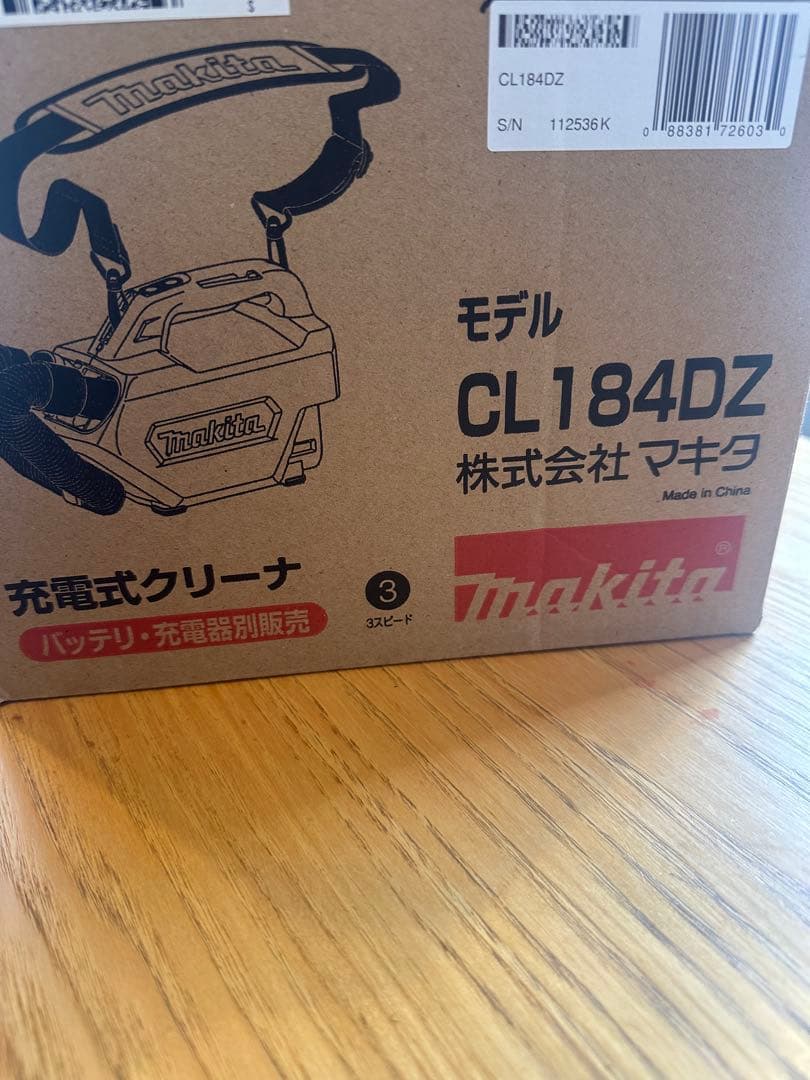 S
CL184DZ
S/N 112536K
0 88381 72603 0
makita
makita
モデル
CL184DZ
株式会社 マキタ
Made in China
充電式クリーナ
バッテリ・充電器別販売
3
3スピード
makita®